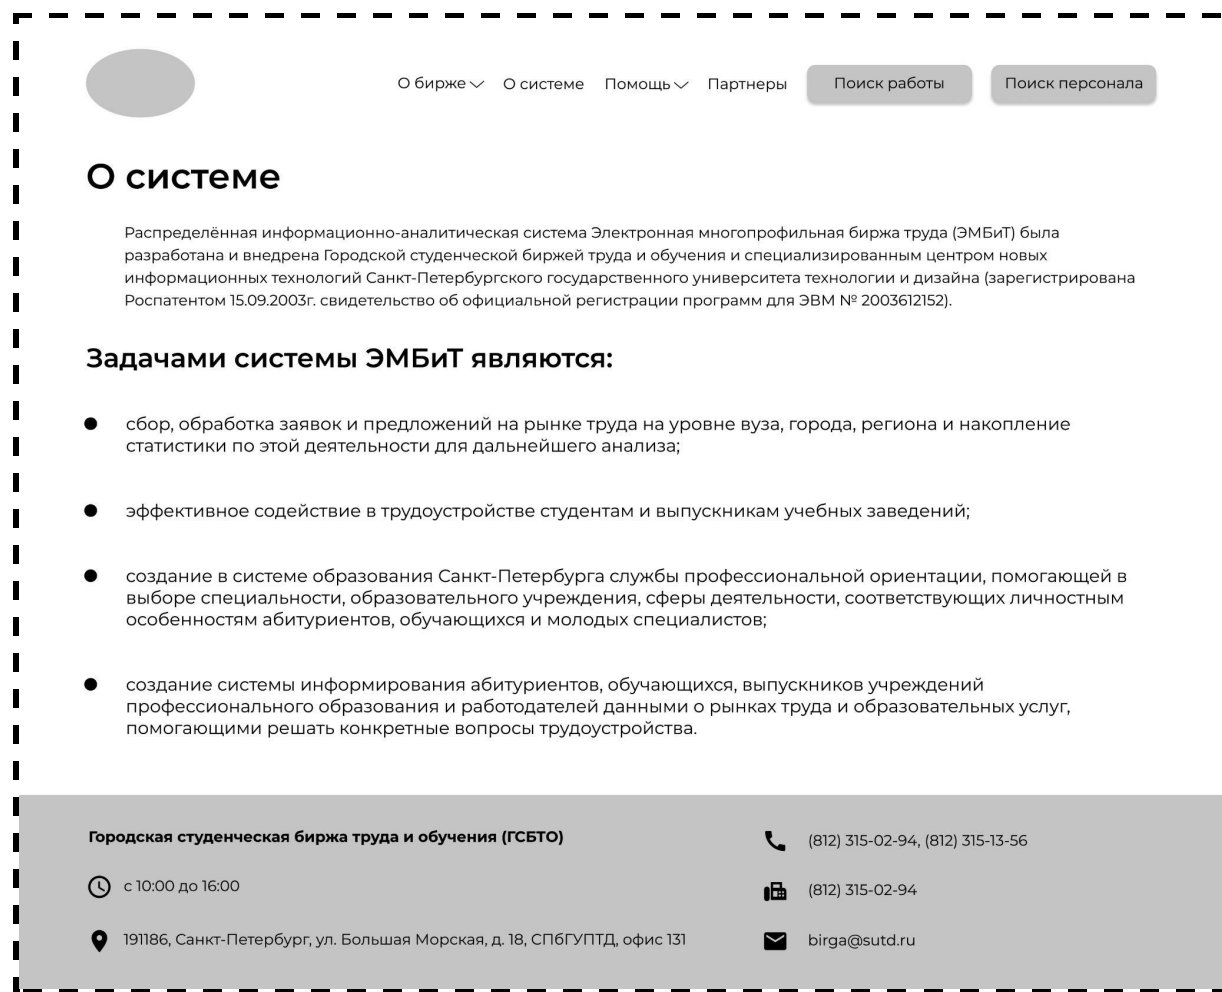 О бирже О системе Помощь Партнеры Поиск работы Поиск персонала
О системе
Распределённая информационно-аналитическая система Электронная многопрофильная биржа труда (ЭМБиТ) была
разработана и внедрена Городской студенческой биржей труда и обучения и специализированным центром новых
информационных технологий Санкт-Петербургского государственного университета технологии и дизайна (зарегистрирована
Роспатентом 15.09.2003г. свидетельство об официальной регистрации программ для ЭВМ № 2003612152).
Задачами системы ЭМБиТ являются:
сбор, обработка заявок и предложений на рынке труда на уровне вуза, города, региона и накопление
статистики по этой деятельности для дальнейшего анализа;
эффективное содействие в трудоустройстве студентам и выпускникам учебных заведений;
создание в системе образования Санкт-Петербурга службы профессиональной ориентации, помогающей в
выборе специальности, образовательного учреждения, сферы деятельности, соответствующих личностным
особенностям абитуриентов, обучающихся и молодых специалистов;
создание системы информирования абитуриентов, обучающихся, выпускников учреждений
профессионального образования и работодателей данными о рынках труда и образовательных услуг,
помогающими решать конкретные вопросы трудоустройства.
Городская студенческая биржа труда и обучения (ГСБТО)
с 10:00 до 16:00
191186, Санкт-Петербург, ул. Большая Морская, д. 18, СПбГУПТД, офис 131
(812) 315-02-94, (812) 315-13-56
(812) 315-02-94
birga@sutd.ru